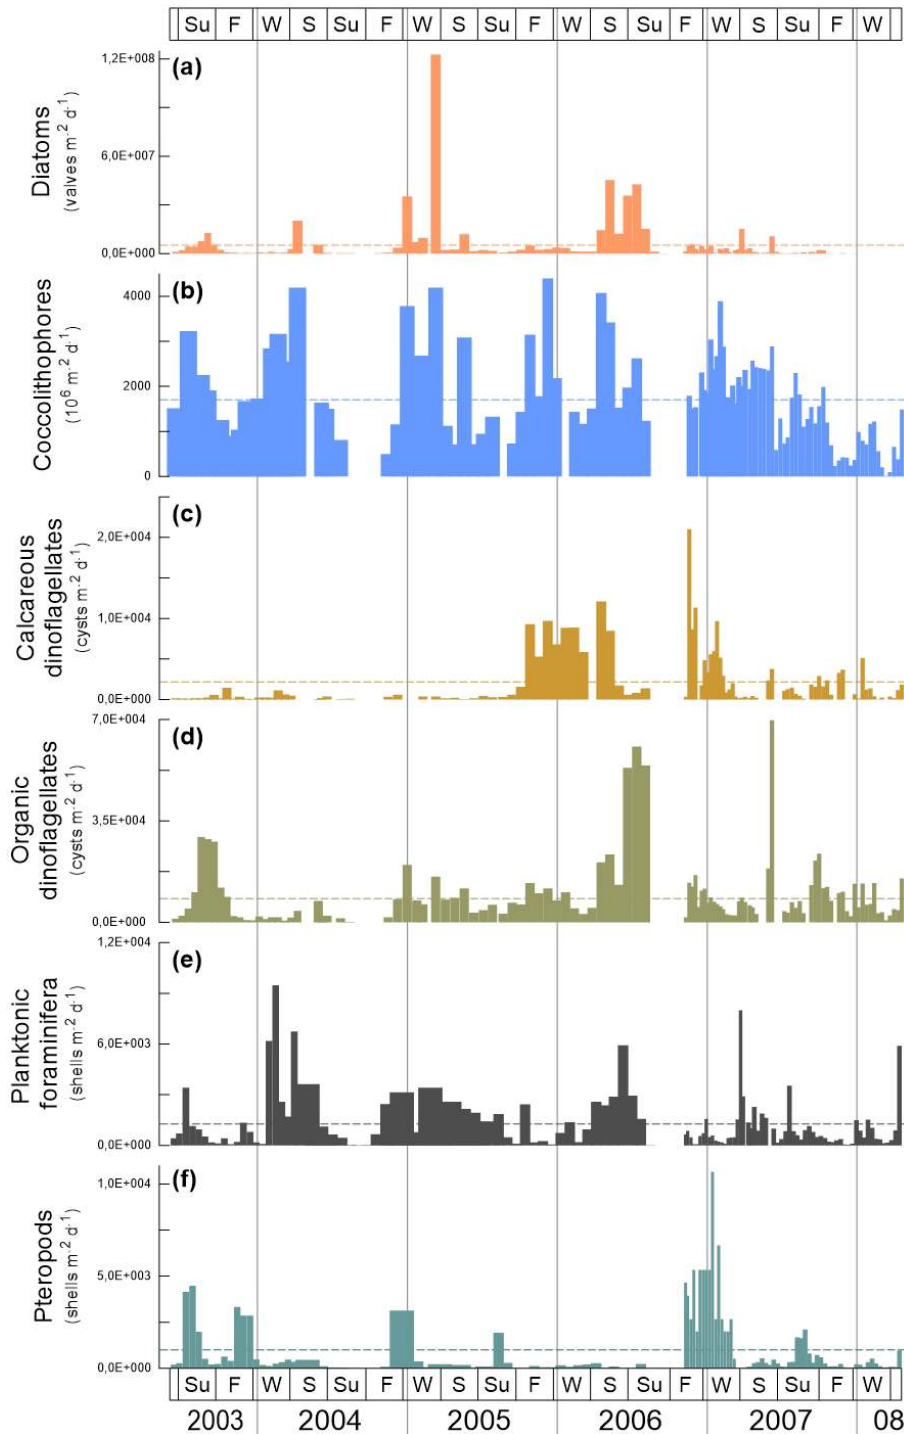 Su F W S Su F W S Su F W S Su F W S Su F W
(a)
Diatoms
(valves m-2 d-1)
1,2E+008
6,0E+007
0,0E+000
(b)
Coccolithophores
(10^6 m-2 d-1)
4000
2000
0
(c)
Calcareous
dinoflagellates
(cysts m-2 d-1)
2,0E+004
1,0E+004
0,0E+000
(d)
Organic
dinoflagellates
(cysts m-2 d-1)
7,0E+004
3,5E+004
0,0E+000
(e)
Planktonic
foraminifera
(shells m-2 d-1)
1,2E+004
6,0E+003
0,0E+000
(f)
Pteropods
(shells m-2 d-1)
1,0E+004
5,0E+003
0,0E+000
Su F W S Su F W S Su F W S Su F W S Su F W
2003 2004 2005 2006 2007 08